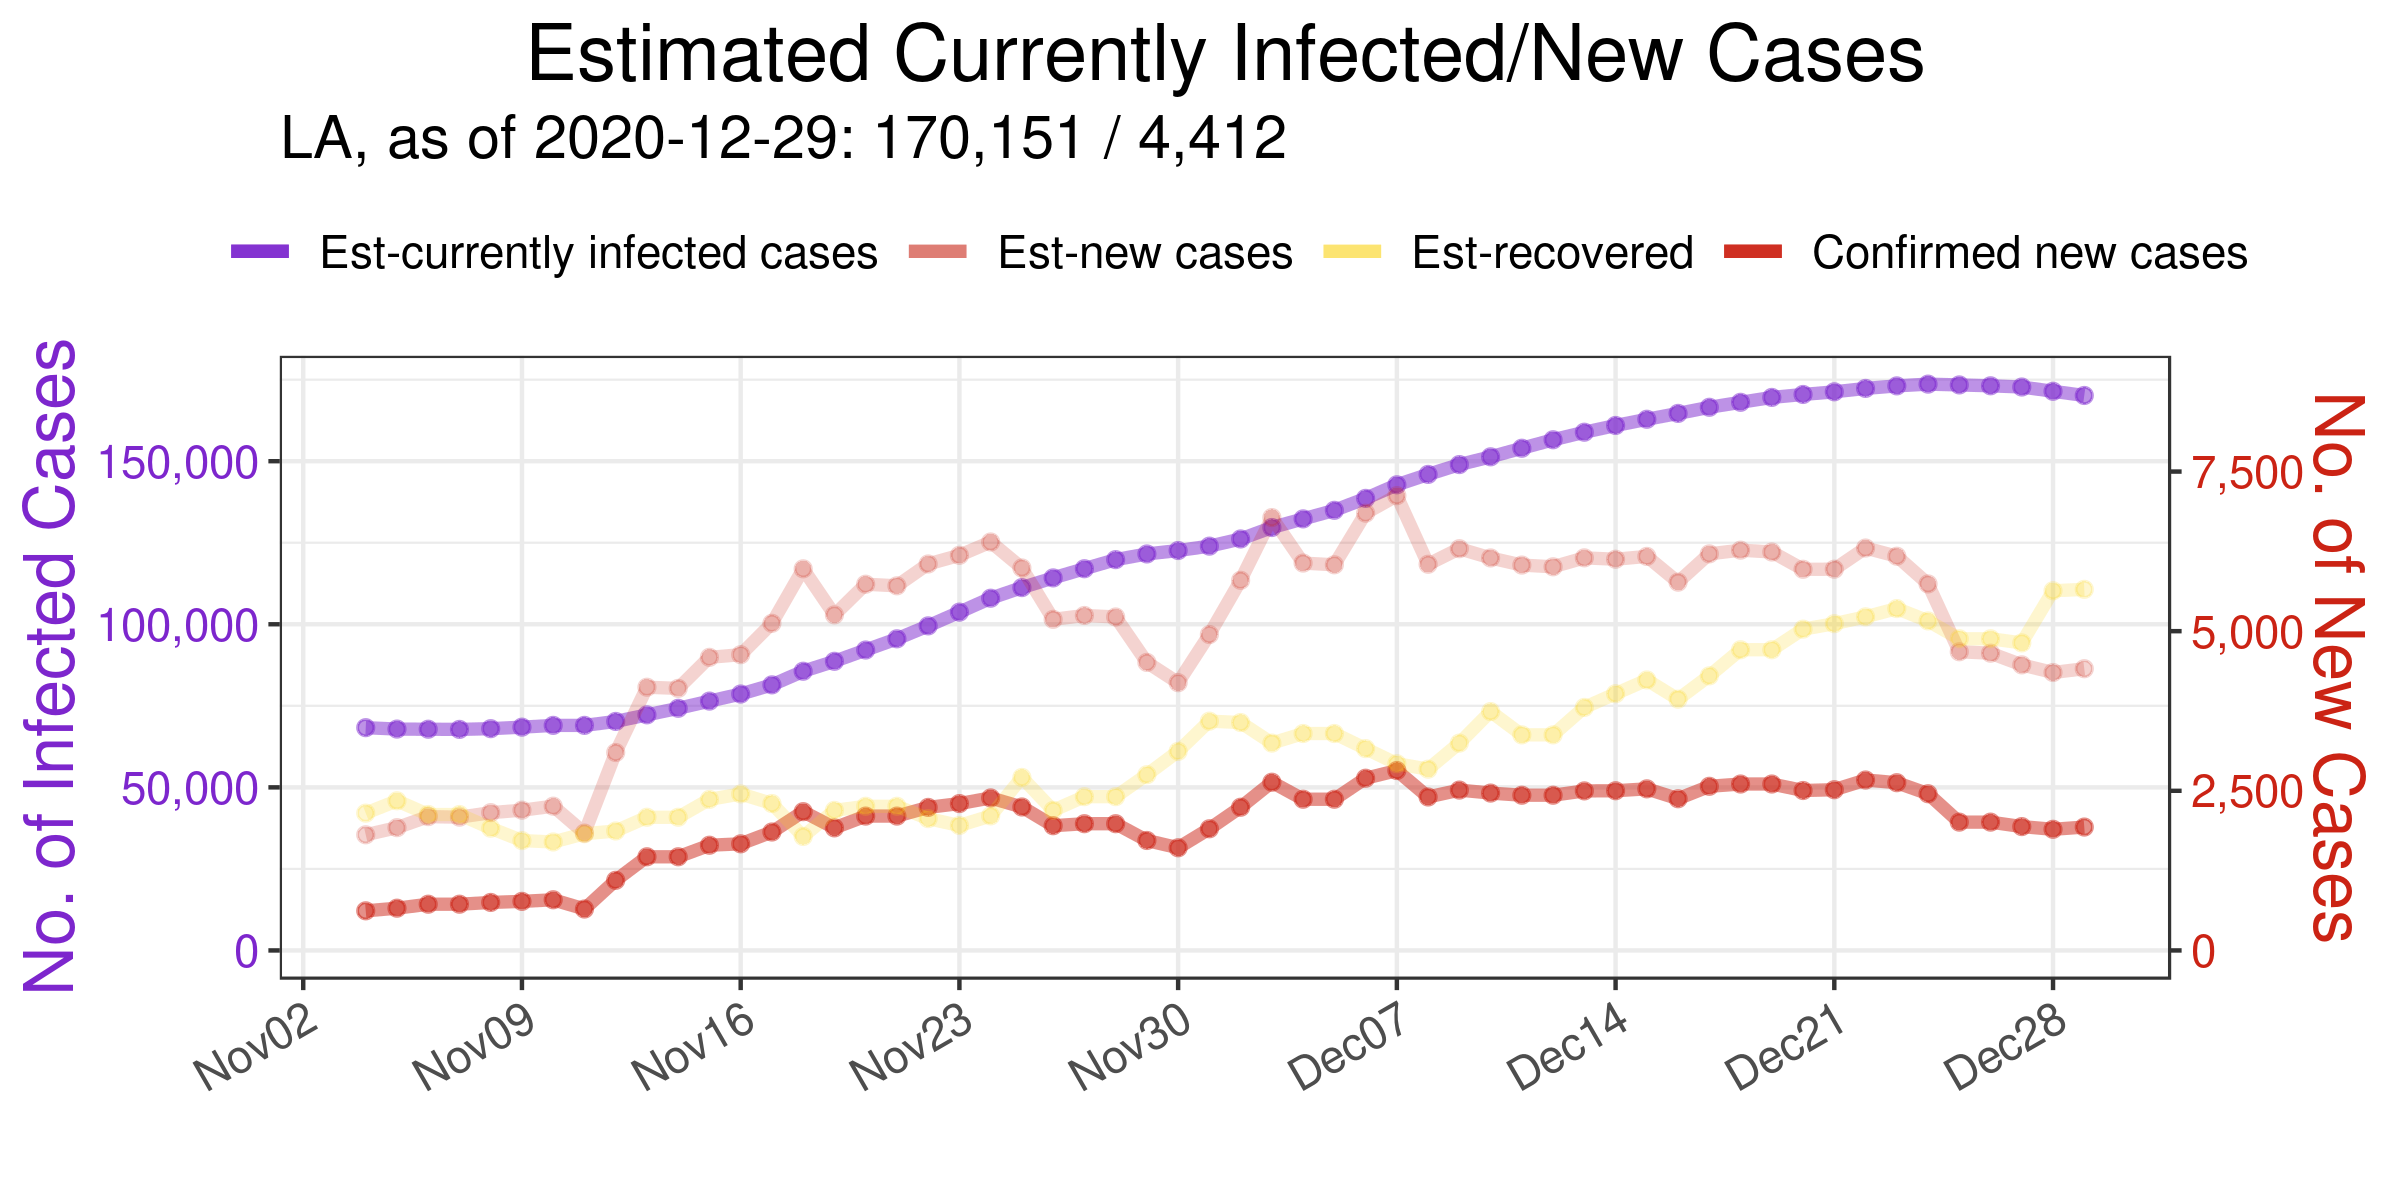 Estimated Currently Infected/New Cases
LA, as of 2020-12-29: 170,151 / 4,412
Est-currently infected cases Est-new cases Est-recovered Confirmed new cases
No. of Infected Cases
150,000
100,000
50,000
0
7,500
5,000
2,500
0
No. of New Cases
Nov02 Nov09 Nov16 Nov23 Nov30 Dec07 Dec14 Dec21 Dec28